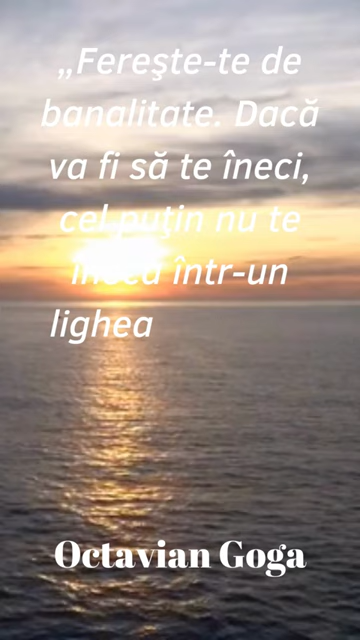 „Fereşte-te de
banalitate. Dacă
va fi să te îneci,
cel puţin nu te
îneca într-un
lighea
Octavian Goga